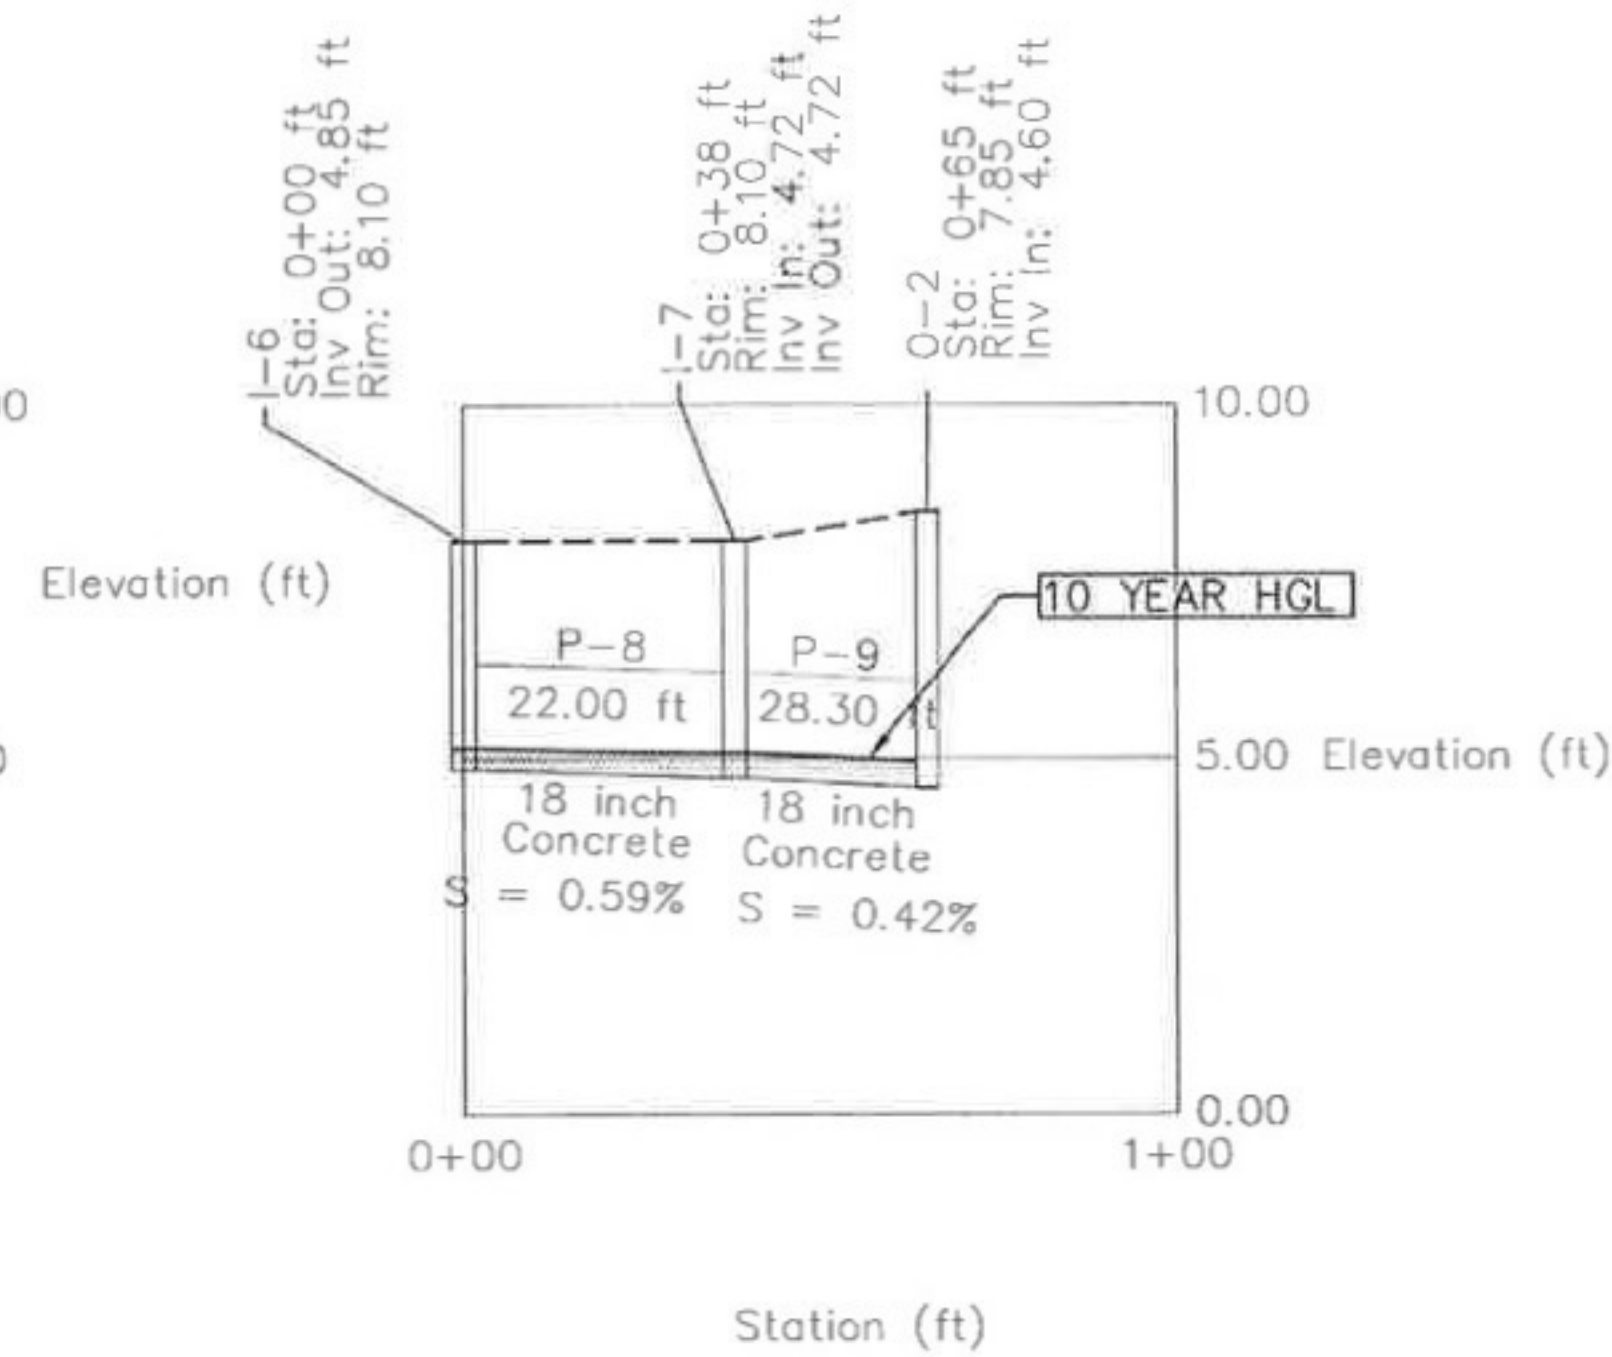 I-6
Sta: 0+00 ft
Inv Out: 4.85 ft
Rim: 8.10 ft
I-7
Sta: 0+38 ft
Rim: 8.10 ft
Inv In: 4.72 ft
Inv Out: 4.72 ft
O-2
Sta: 0+65 ft
Rim: 7.85 ft
Inv In: 4.60 ft
10.00
Elevation (ft)
10 YEAR HGL
P-8
22.00 ft
P-9
28.30 ft
5.00 Elevation (ft)
18 inch
Concrete
S = 0.59%
18 inch
Concrete
S = 0.42%
0.00
0+00
1+00
Station (ft)